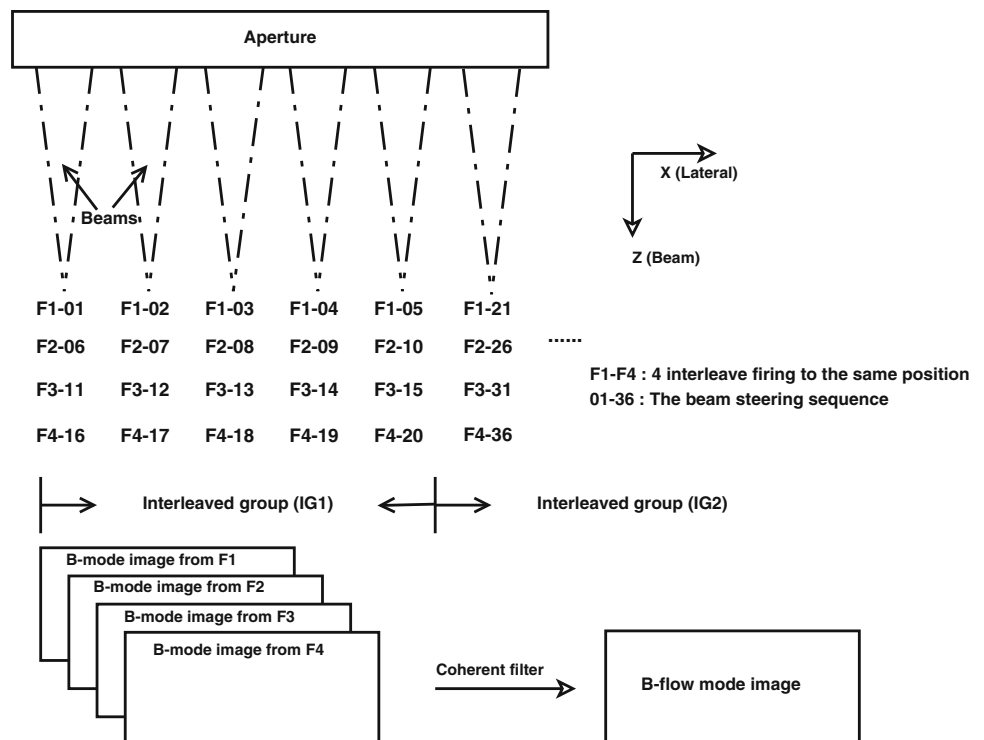 Aperture
X (Lateral)
Beams
Z (Beam)
F1-01 F1-02 F1-03 F1-04 F1-05 F1-21
F2-06 F2-07 F2-08 F2-09 F2-10 F2-26
......
F3-11 F3-12 F3-13 F3-14 F3-15 F3-31
F4-16 F4-17 F4-18 F4-19 F4-20 F4-36
F1-F4 : 4 interleave firing to the same position
01-36 : The beam steering sequence
Interleaved group (IG1)
Interleaved group (IG2)
B-mode image from F1
B-mode image from F2
B-mode image from F3
B-mode image from F4
Coherent filter
B-flow mode image